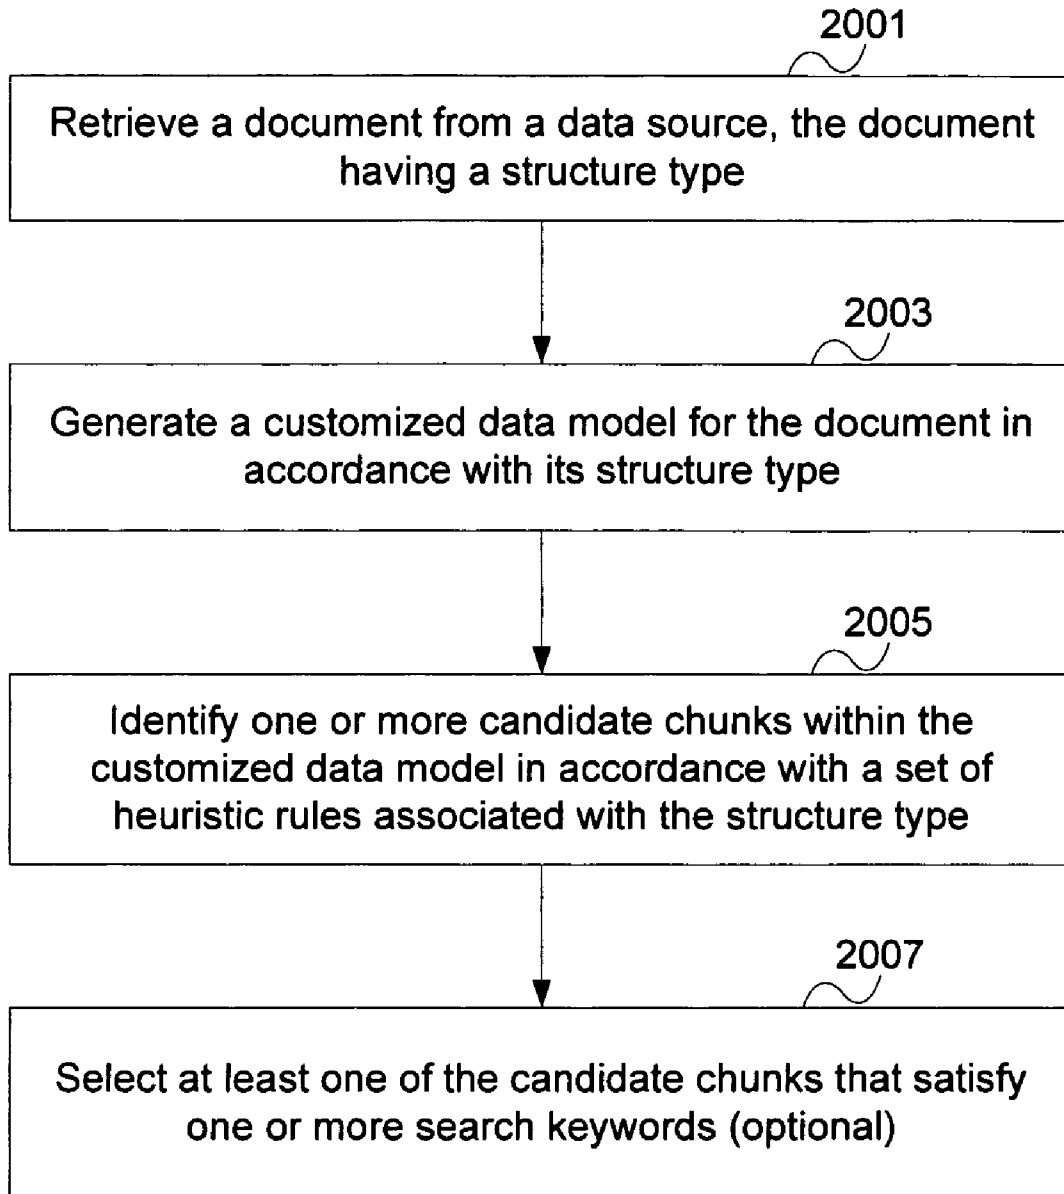 2001
Retrieve a document from a data source, the document
having a structure type
2003
Generate a customized data model for the document in
accordance with its structure type
2005
Identify one or more candidate chunks within the
customized data model in accordance with a set of
heuristic rules associated with the structure type
2007
Select at least one of the candidate chunks that satisfy
one or more search keywords (optional)